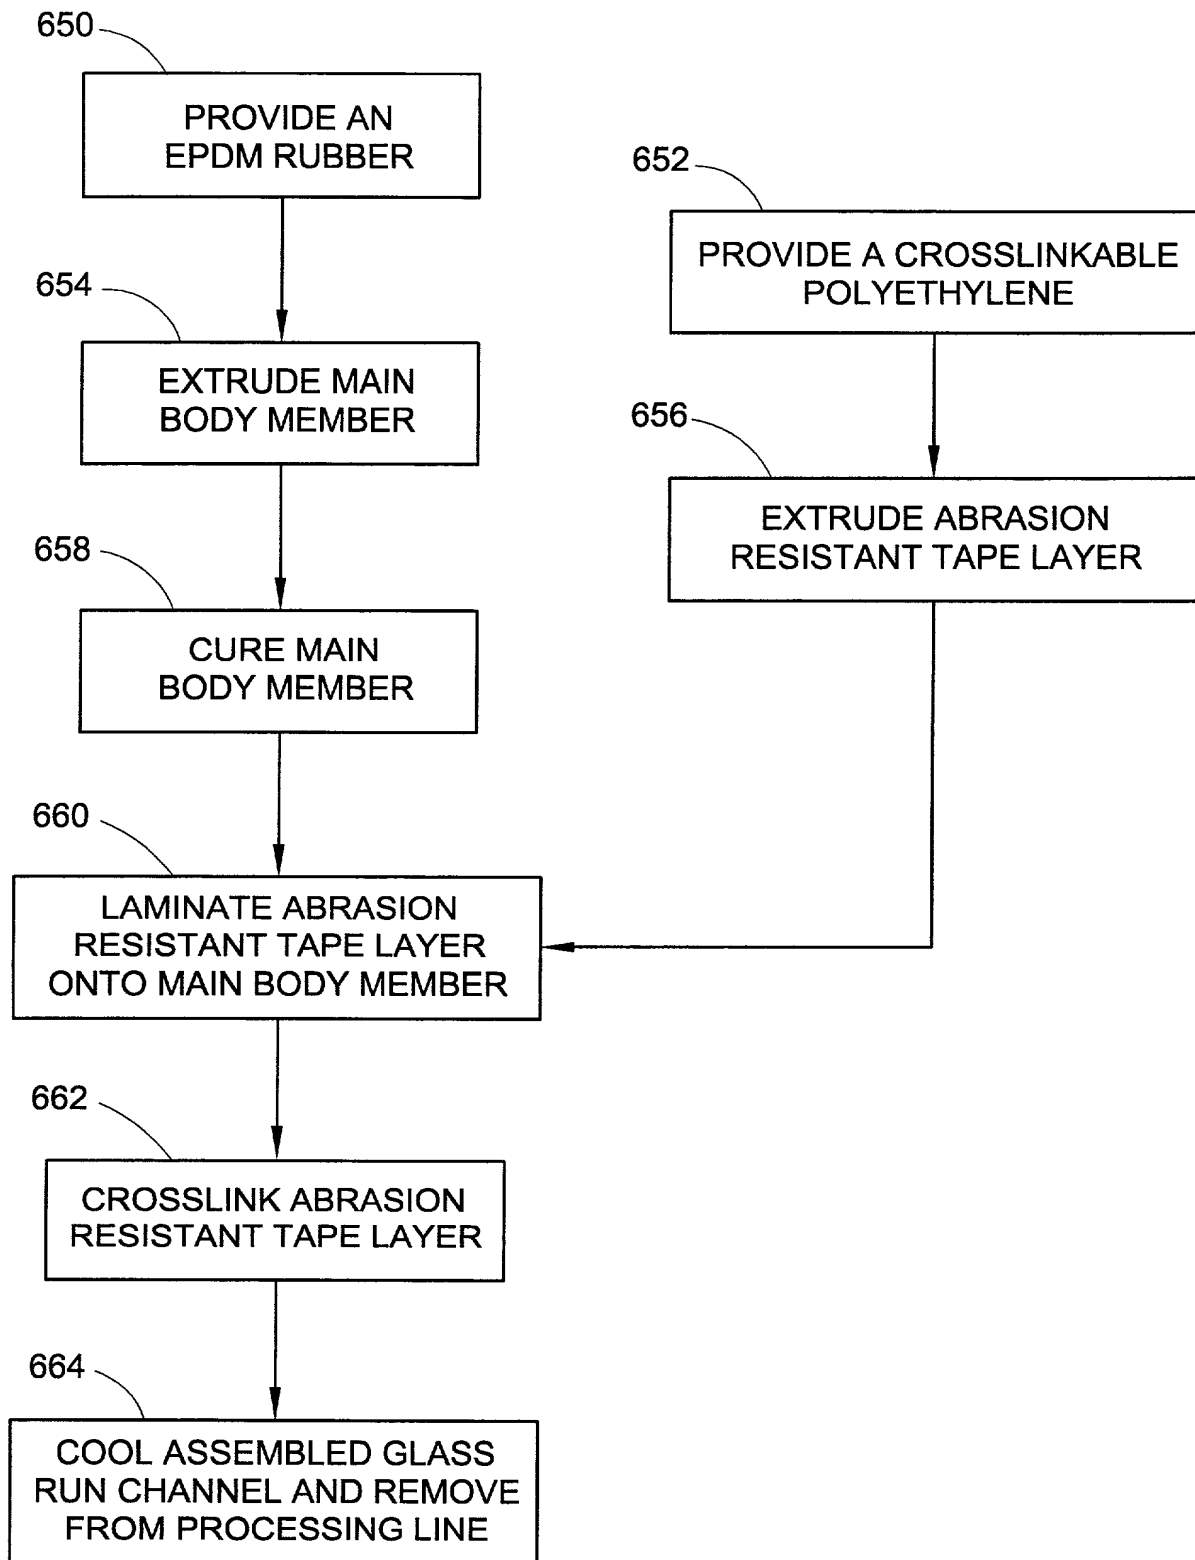 650
PROVIDE AN
EPDM RUBBER
652
PROVIDE A CROSSLINKABLE
POLYETHYLENE
654
EXTRUDE MAIN
BODY MEMBER
656
EXTRUDE ABRASION
RESISTANT TAPE LAYER
658
CURE MAIN
BODY MEMBER
660
LAMINATE ABRASION
RESISTANT TAPE LAYER
ONTO MAIN BODY MEMBER
662
CROSSLINK ABRASION
RESISTANT TAPE LAYER
664
COOL ASSEMBLED GLASS
RUN CHANNEL AND REMOVE
FROM PROCESSING LINE